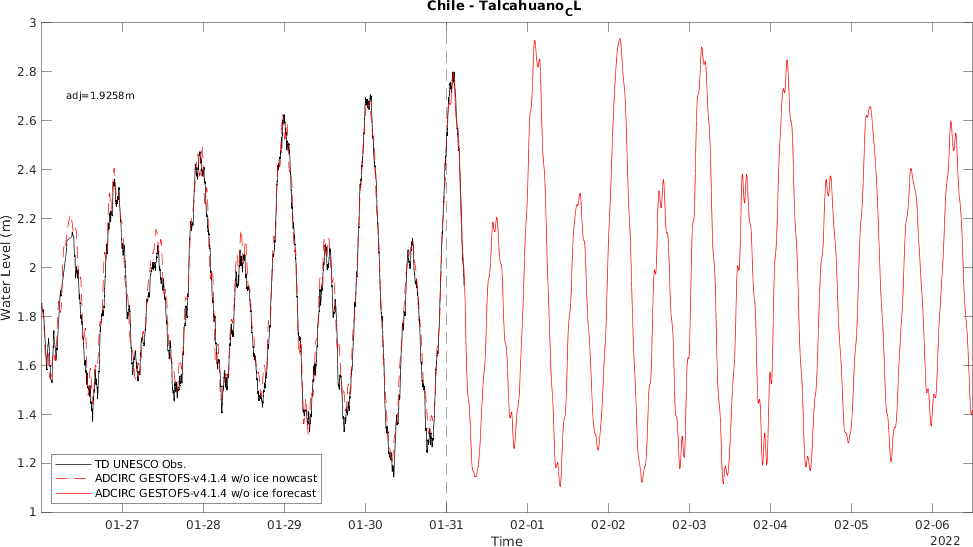 Chile - Talcahuano_CL
adj=1.9258m
Water Level (m)
3
2.8
2.6
2.4
2.2
2
1.8
1.6
1.4
1.2
1
TD UNESCO Obs.
ADCIRC GESTOFS-v4.1.4 w/o ice nowcast
ADCIRC GESTOFS-v4.1.4 w/o ice forecast
01-27 01-28 01-29 01-30 01-31 02-01 02-02 02-03 02-04 02-05 02-06
Time
2022